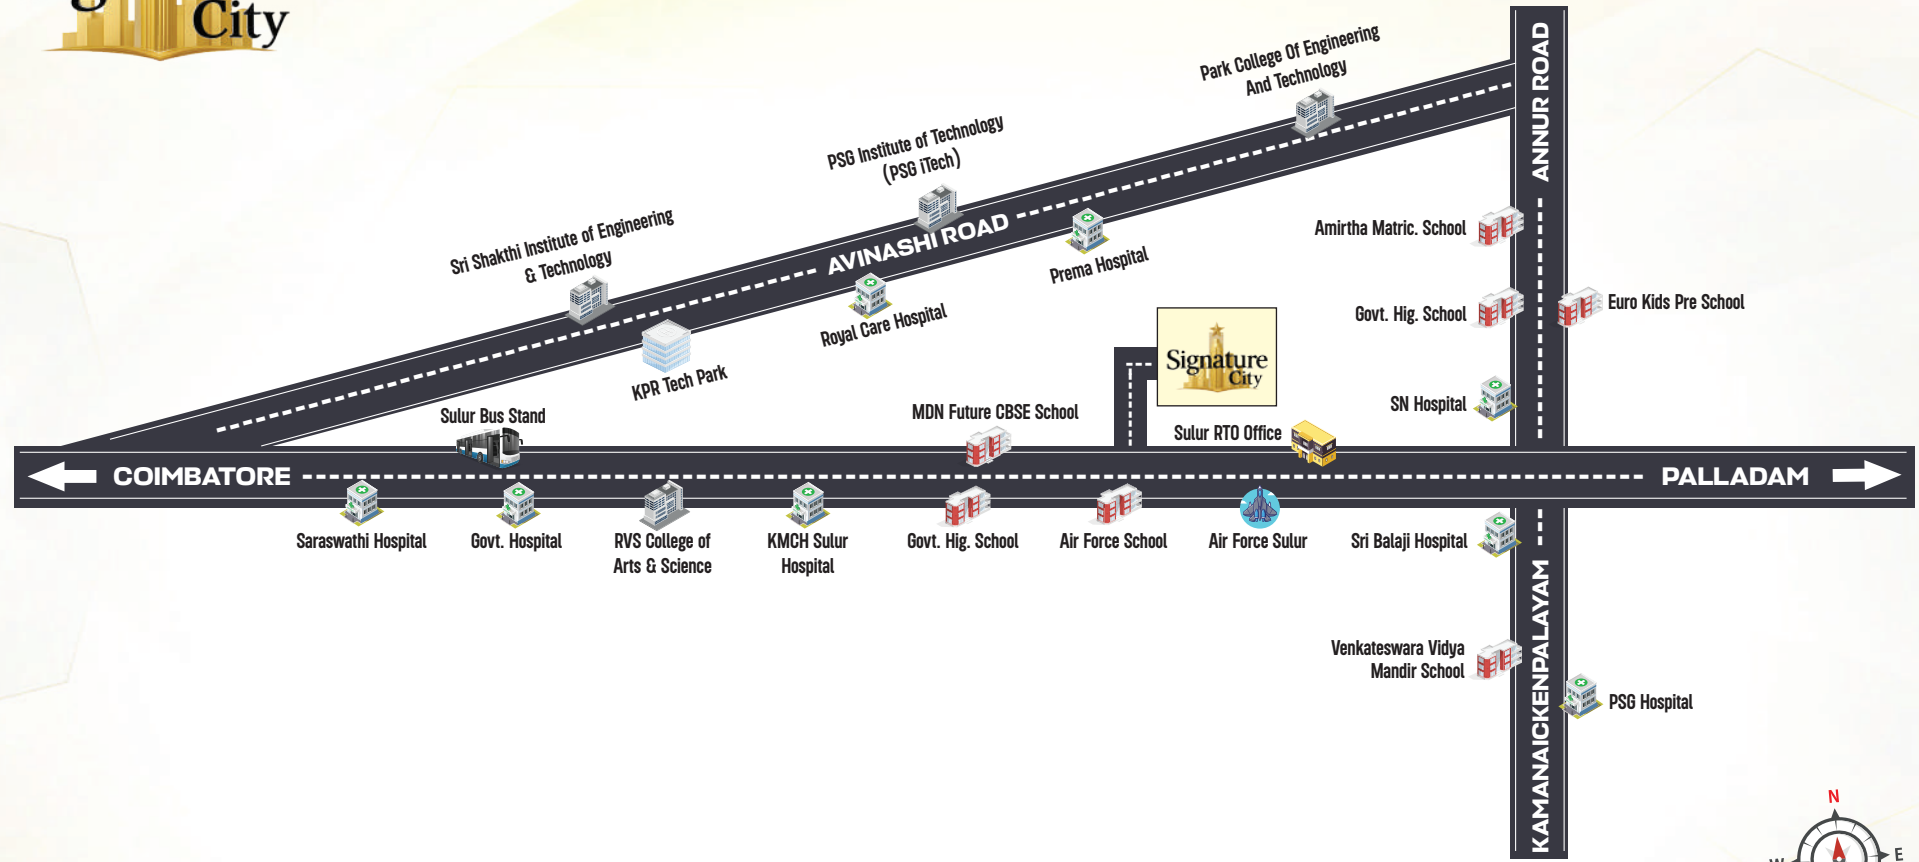 City
Park College Of Engineering
And Technology
PSG Institute of Technology
(PSG iTech)
Sri Shakthi Institute of Engineering
& Technology
AVINASHI ROAD
ANNUR ROAD
Prema Hospital
Royal Care Hospital
KPR Tech Park
Amirtha Matric. School
Govt. Hig. School
Euro Kids Pre School
SN Hospital
Signature
City
Sulur Bus Stand
MDN Future CBSE School
Sulur RTO Office
COIMBATORE
PALLADAM
Saraswathi Hospital
Govt. Hospital
RVS College of
Arts & Science
KMCH Sulur
Hospital
Govt. Hig. School
Air Force School
Air Force Sulur
Sri Balaji Hospital
KAMANAICKENPALAYAM
Venkateswara Vidya
Mandir School
PSG Hospital
N
W
E